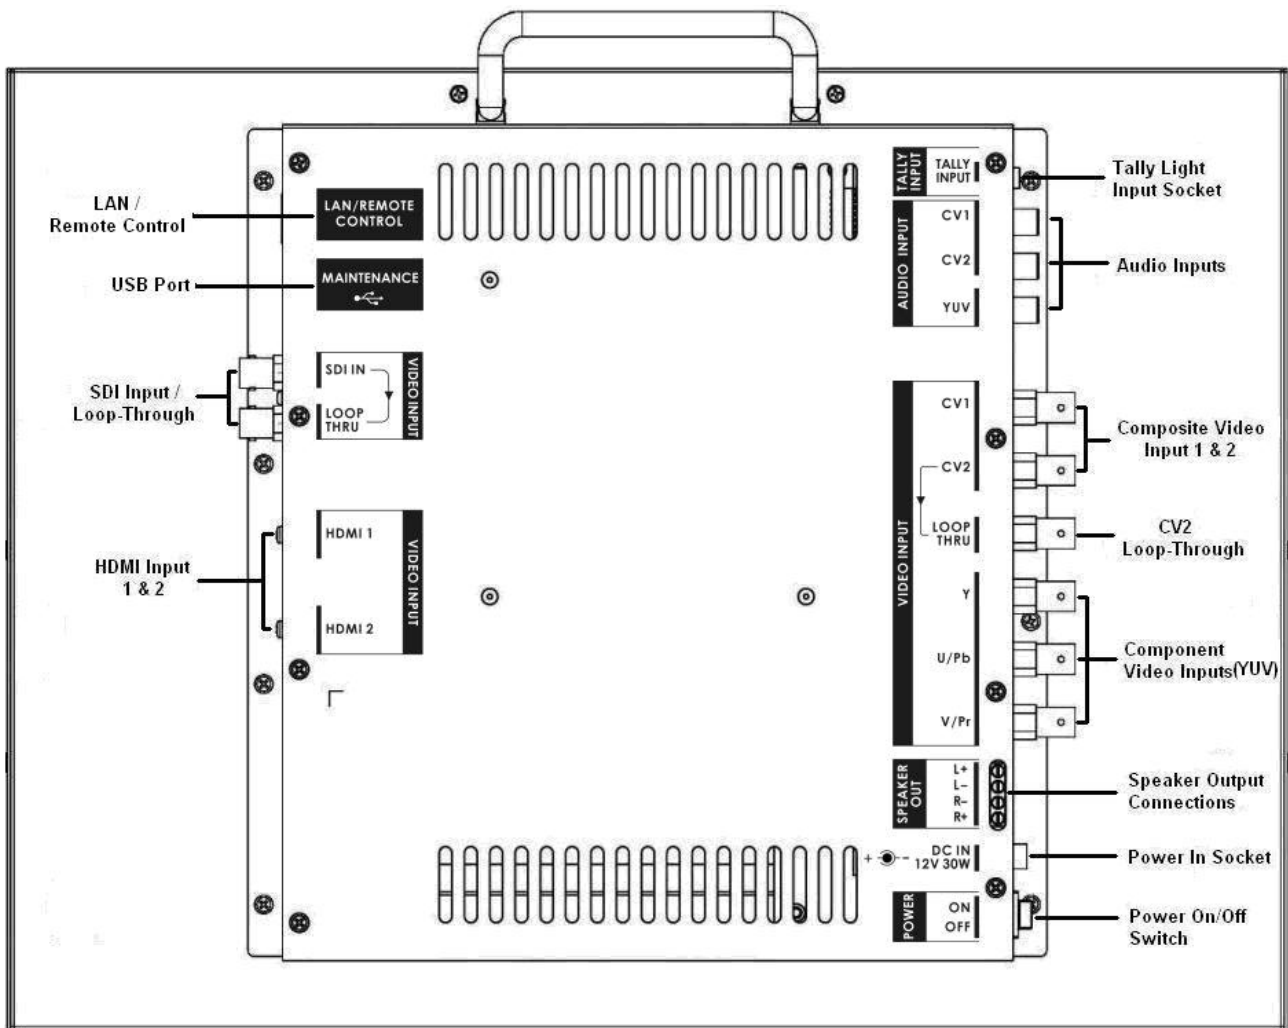 LAN /
Remote Control
USB Port
SDI Input /
Loop-Through
HDMI Input
1 & 2
LAN/REMOTE
CONTROL
MAINTENANCE
SDI IN
LOOP
THRU
VIDEO INPUT
HDMI 1
HDMI 2
VIDEO INPUT
TALLY
INPUT
TALLY
INPUT
AUDIO INPUT
CV1
CV2
YUV
VIDEO INPUT
CV1
CV2
LOOP
THRU
Y
U/Pb
V/Pr
SPEAKER
OUT
L+
L-
R-
R+
+ - DC IN
12V 30W
POWER
ON
OFF
Tally Light
Input Socket
Audio Inputs
Composite Video
Input 1 & 2
CV2
Loop-Through
Component
Video Inputs(YUV)
Speaker Output
Connections
Power In Socket
Power On/Off
Switch